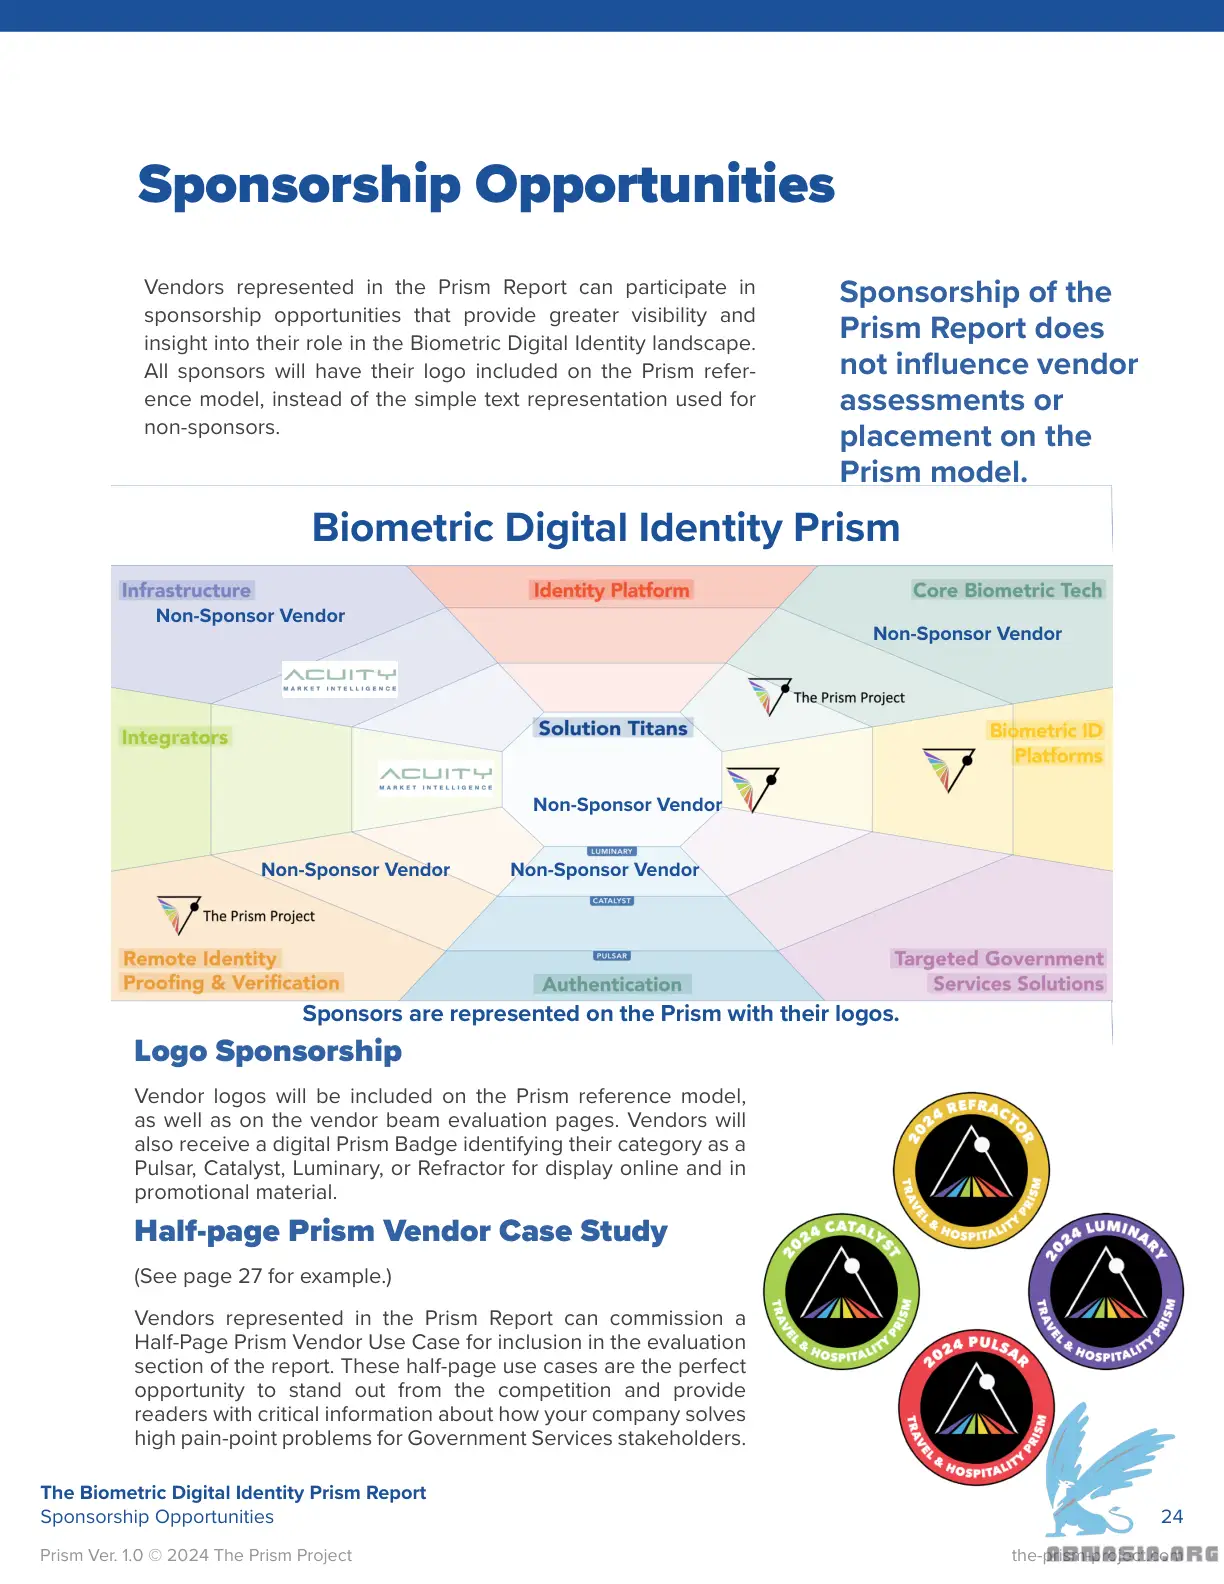 Sponsorship Opportunities
Vendors represented in the Prism Report can participate in
sponsorship opportunities that provide greater visibility and
insight into their role in the Biometric Digital Identity landscape.
All sponsors will have their logo included on the Prism refer-
ence model, instead of the simple text representation used for
non-sponsors.
Sponsorship of the
Prism Report does
not influence vendor
assessments or
placement on the
Prism model.
Biometric Digital Identity Prism
Infrastructure
Identity Platform
Core Biometric Tech
Non-Sponsor Vendor
Non-Sponsor Vendor
ACUITY
MARKET INTELLIGENCE
The Prism Project
Integrators
Solution Titans
Biometric ID
Platforms
ACUITY
MARKET INTELLIGENCE
Non-Sponsor Vendor
LUMINARY
Non-Sponsor Vendor
Non-Sponsor Vendor
CATALYST
The Prism Project
PULSAR
Remote Identity
Proofing & Verification
Authentication
Targeted Government
Services Solutions
Sponsors are represented on the Prism with their logos.
Logo Sponsorship
Vendor logos will be included on the Prism reference model,
as well as on the vendor beam evaluation pages. Vendors will
also receive a digital Prism Badge identifying their category as a
Pulsar, Catalyst, Luminary, or Refractor for display online and in
promotional material.
Half-page Prism Vendor Case Study
(See page 27 for example.)
Vendors represented in the Prism Report can commission a
Half-Page Prism Vendor Use Case for inclusion in the evaluation
section of the report. These half-page use cases are the perfect
opportunity to stand out from the competition and provide
readers with critical information about how your company solves
high pain-point problems for Government Services stakeholders.
2024 REFRACTOR
TRAVEL & HOSPITALITY PRISM
2024 CATALYST
TRAVEL & HOSPITALITY PRISM
2024 LUMINARY
TRAVEL & HOSPITALITY PRISM
2024 PULSAR
TRAVEL & HOSPITALITY PRISM
The Biometric Digital Identity Prism Report
Sponsorship Opportunities
24
Prism Ver. 1.0 © 2024 The Prism Project
the-prism-project.com
ARMASIA.ORG